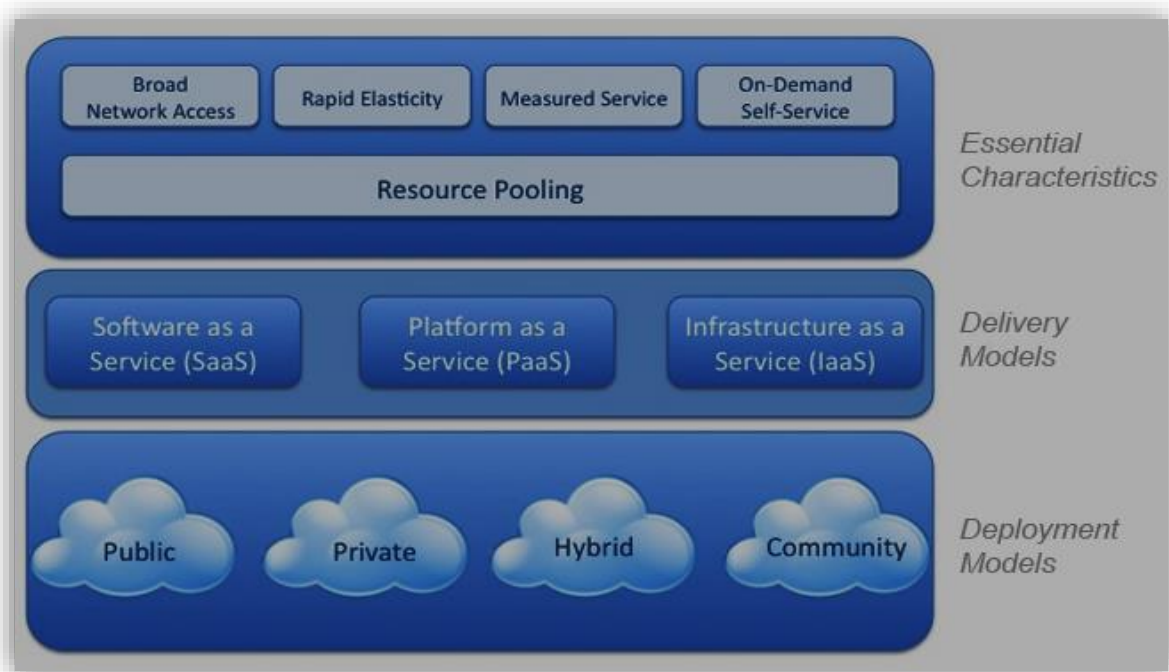 Broad
Network Access
Rapid Elasticity
Measured Service
On-Demand
Self-Service
Resource Pooling
Essential
Characteristics
Software as a
Service (SaaS)
Platform as a
Service (PaaS)
Infrastructure as a
Service (IaaS)
Delivery
Models
Public
Private
Hybrid
Community
Deployment
Models